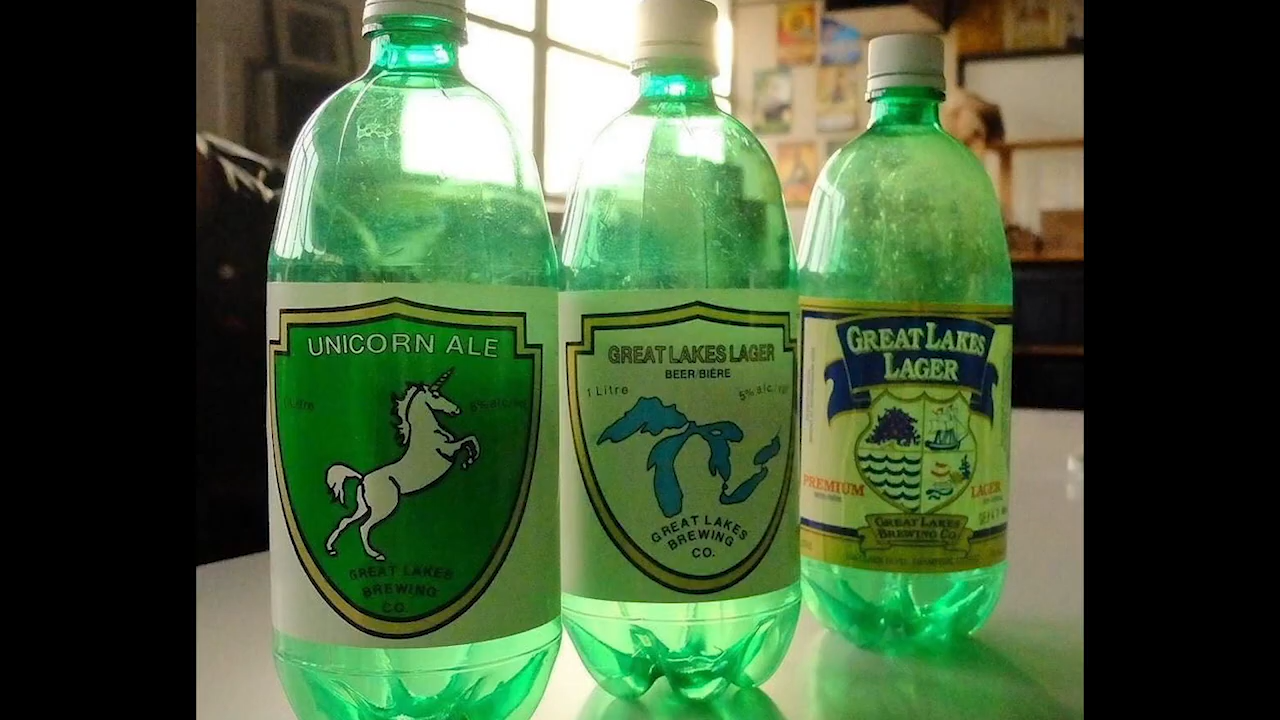 UNICORN ALE
1 Litre
5% alc./vol
GREAT LAKES
BREWING
CO.
GREAT LAKES LAGER
BEER/BIÈRE
1 Litre
5% alc./vol
GREAT LAKES
BREWING
CO.
GREAT LAKES
LAGER
PREMIUM
LAGER
GREAT LAKES
BREWING CO.